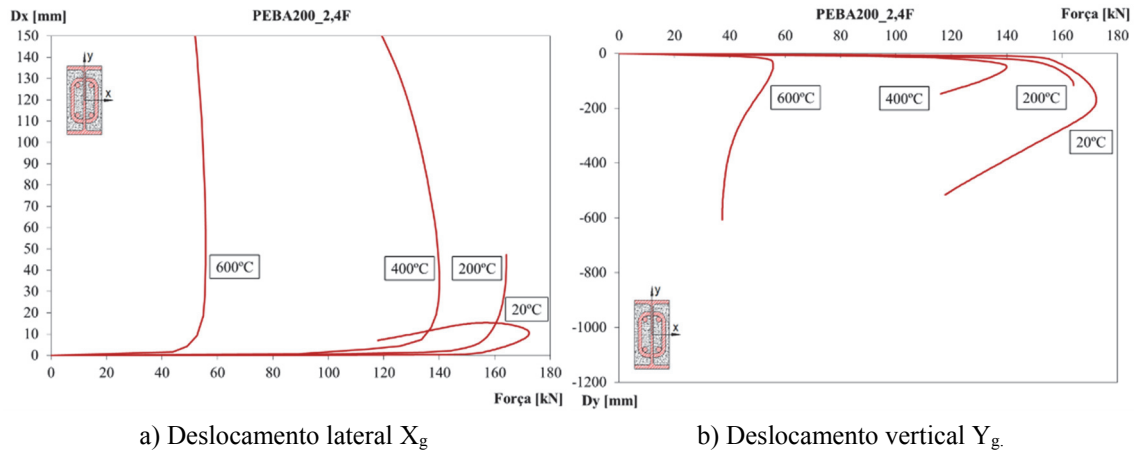 Dx [mm]
PEBA200_2,4F
150
140
130
120
110
100
90
80
70
60
50
40
30
20
10
0
y
x
600ºC
400ºC
200ºC
20ºC
0 20 40 60 80 100 120 140 160 180
Força [kN]
a) Deslocamento lateral Xg
PEBA200_2,4F
Força [kN]
0 20 40 60 80 100 120 140 160 180
0
-200
-400
-600
-800
-1000
-1200
600ºC
400ºC
200ºC
20ºC
y
x
Dy [mm]
b) Deslocamento vertical Yg.